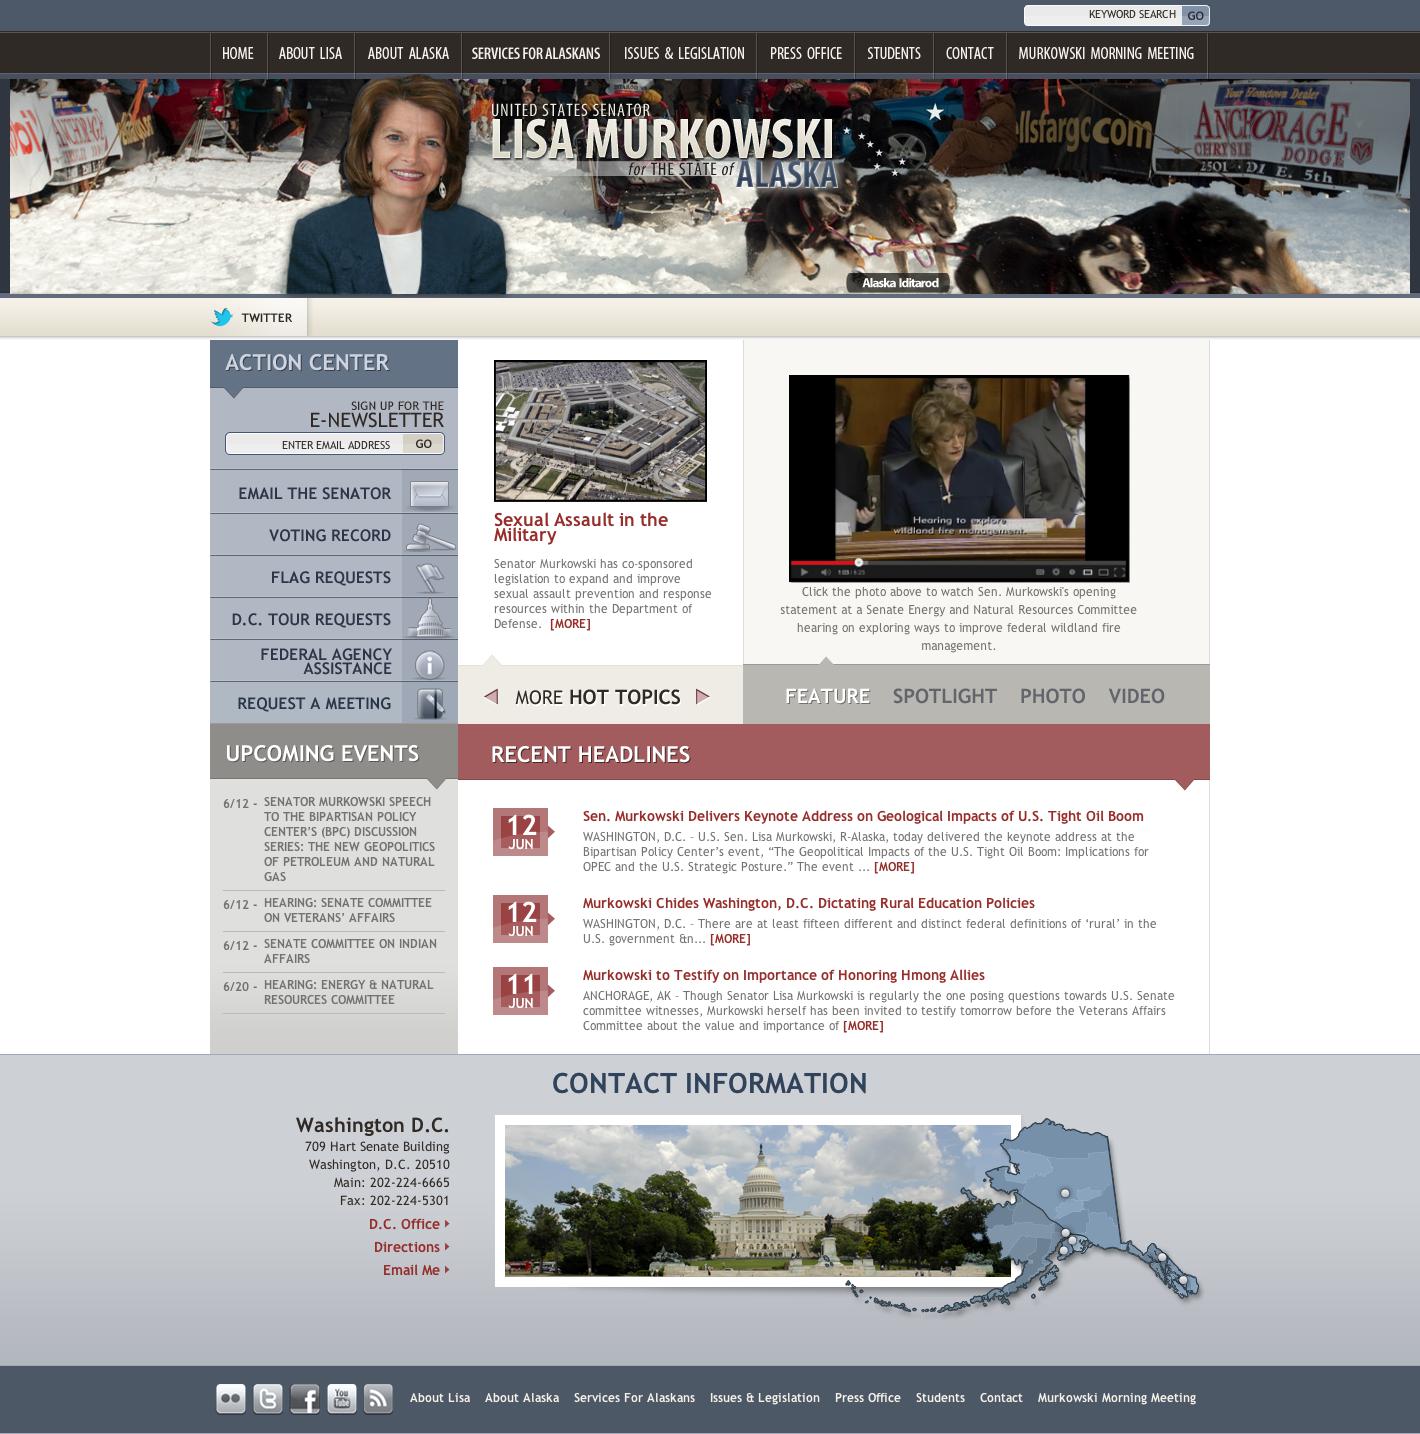 KEYWORD SEARCH GO
HOME ABOUT LISA ABOUT ALASKA SERVICES FOR ALASKANS ISSUES & LEGISLATION PRESS OFFICE STUDENTS CONTACT MURKOWSKI MORNING MEETING
UNITED STATES SENATOR
LISA MURKOWSKI
for THE STATE of ALASKA
Your Hometown Dealer
ANCHORAGE
CHRYSLER DODGE
2501 · DI E. 5th
ellsfargo.com
Alaska Iditarod
TWITTER
ACTION CENTER
SIGN UP FOR THE
E-NEWSLETTER
ENTER EMAIL ADDRESS GO
EMAIL THE SENATOR
VOTING RECORD
FLAG REQUESTS
D.C. TOUR REQUESTS
FEDERAL AGENCY
ASSISTANCE
REQUEST A MEETING
Sexual Assault in the
Military
Senator Murkowski has co-sponsored
legislation to expand and improve
sexual assault prevention and response
resources within the Department of
Defense. [MORE]
MORE HOT TOPICS
Hearing to explore
wildland fire management.
1:03 / 6:25
Click the photo above to watch Sen. Murkowski's opening
statement at a Senate Energy and Natural Resources Committee
hearing on exploring ways to improve federal wildland fire
management.
FEATURE SPOTLIGHT PHOTO VIDEO
UPCOMING EVENTS
6/12 - SENATOR MURKOWSKI SPEECH
TO THE BIPARTISAN POLICY
CENTER’S (BPC) DISCUSSION
SERIES: THE NEW GEOPOLITICS
OF PETROLEUM AND NATURAL
GAS
6/12 - HEARING: SENATE COMMITTEE
ON VETERANS’ AFFAIRS
6/12 - SENATE COMMITTEE ON INDIAN
AFFAIRS
6/20 - HEARING: ENERGY & NATURAL
RESOURCES COMMITTEE
RECENT HEADLINES
12
JUN
Sen. Murkowski Delivers Keynote Address on Geological Impacts of U.S. Tight Oil Boom
WASHINGTON, D.C. - U.S. Sen. Lisa Murkowski, R-Alaska, today delivered the keynote address at the
Bipartisan Policy Center’s event, “The Geopolitical Impacts of the U.S. Tight Oil Boom: Implications for
OPEC and the U.S. Strategic Posture.” The event ... [MORE]
12
JUN
Murkowski Chides Washington, D.C. Dictating Rural Education Policies
WASHINGTON, D.C. - There are at least fifteen different and distinct federal definitions of ‘rural’ in the
U.S. government &n... [MORE]
11
JUN
Murkowski to Testify on Importance of Honoring Hmong Allies
ANCHORAGE, AK - Though Senator Lisa Murkowski is regularly the one posing questions towards U.S. Senate
committee witnesses, Murkowski herself has been invited to testify tomorrow before the Veterans Affairs
Committee about the value and importance of [MORE]
CONTACT INFORMATION
Washington D.C.
709 Hart Senate Building
Washington, D.C. 20510
Main: 202-224-6665
Fax: 202-224-5301
D.C. Office
Directions
Email Me
You Tube
About Lisa About Alaska Services For Alaskans Issues & Legislation Press Office Students Contact Murkowski Morning Meeting